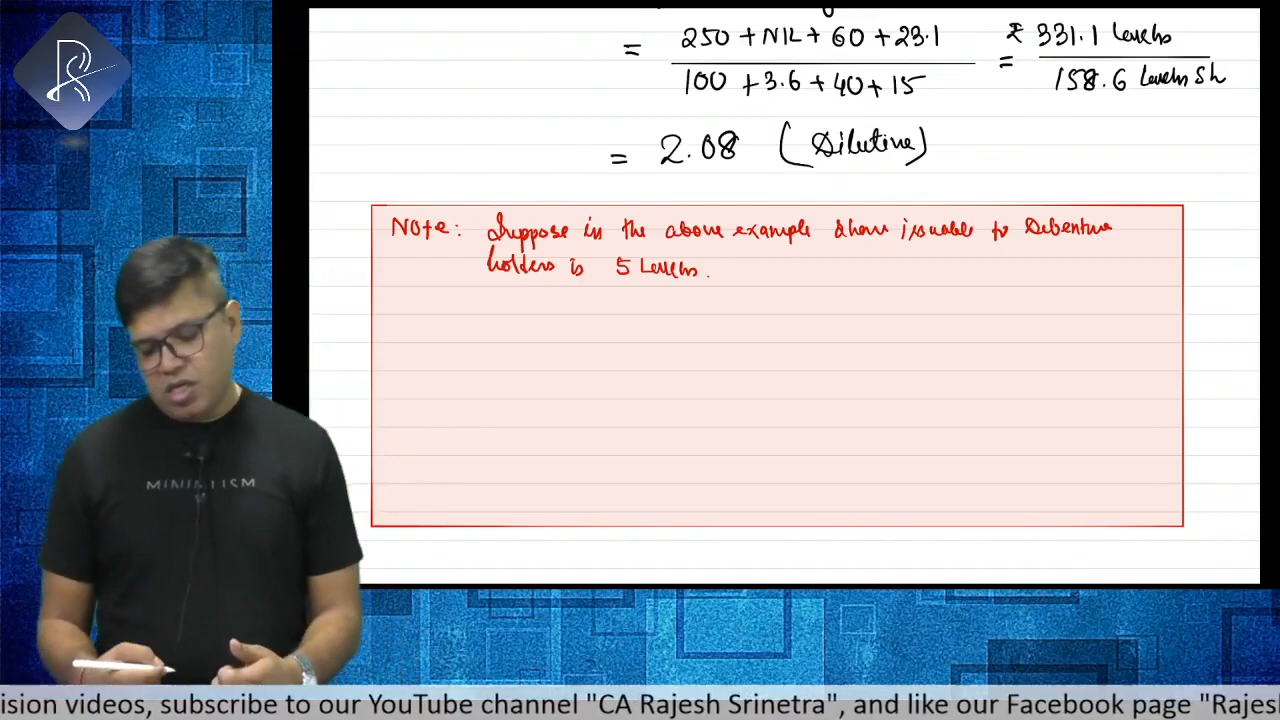 = 250 + NIL + 60 + 23.1 = ₹ 331.1 Lakhs
100 + 3.6 + 40 + 15 158.6 Lakhs Sh
= 2.08 (Dilutive)
Note: Suppose in the above example share issuable to Debenture
holders is 5 Lakhs.
MINIMALISM
ision videos, subscribe to our YouTube channel "CA Rajesh Srinetra", and like our Facebook page "Rajes